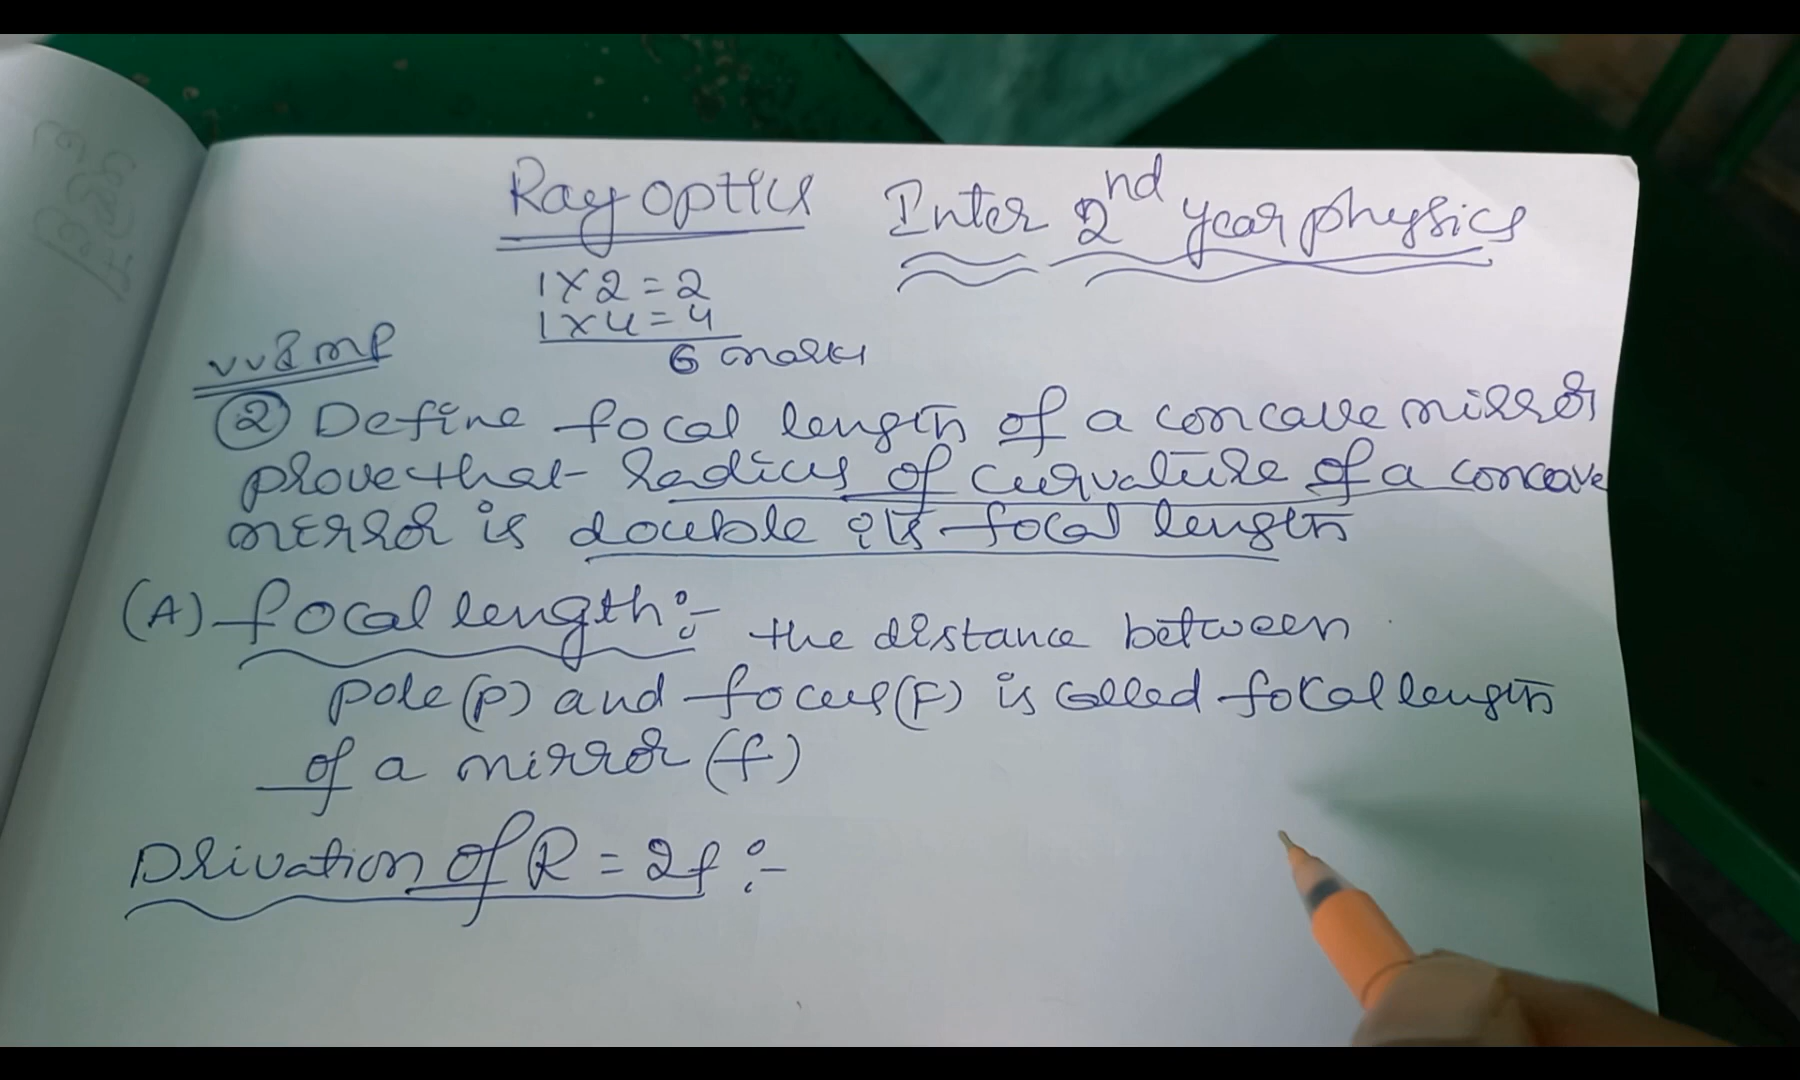 Ray optics Inter 2nd year physics
1 X 2 = 2
1 X 4 = 4
6 marks
vv Imp
(2) Define focal length of a concave mirror
prove that radius of curvature of a concave
mirror is double its focal length
(A) focal length :- the distance between
pole (p) and focus (F) is called focal length
of a mirror (f)
Drivation of R = 2f :-